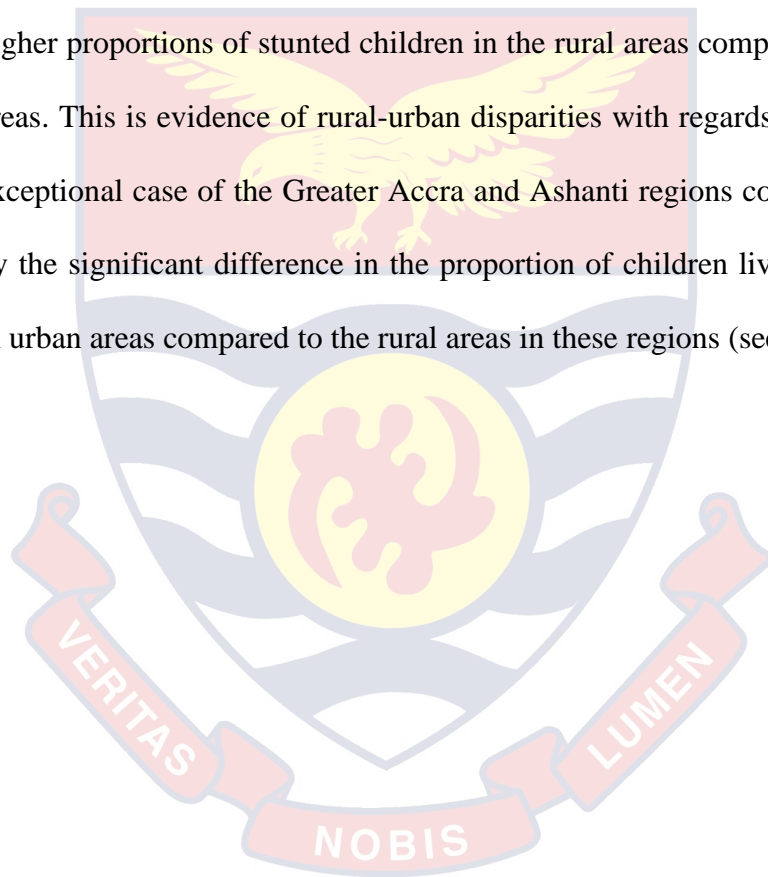 gher proportions of stunted children in the rural areas comp
reas. This is evidence of rural-urban disparities with regards
xceptional case of the Greater Accra and Ashanti regions co
y the significant difference in the proportion of children liv
urban areas compared to the rural areas in these regions (see
VERITAS
NOBIS
LUMEN